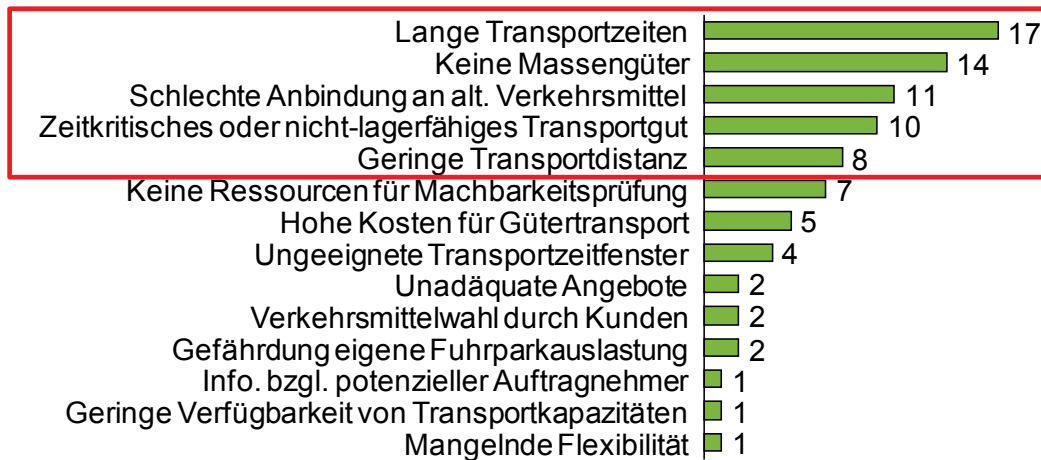 Lange Transportzeiten 17
Keine Massengüter 14
Schlechte Anbindung an alt. Verkehrsmittel 11
Zeitkritisches oder nicht-lagerfähiges Transportgut 10
Geringe Transportdistanz 8
Keine Ressourcen für Machbarkeitsprüfung 7
Hohe Kosten für Gütertransport 5
Ungeeignete Transportzeitfenster 4
Unadäquate Angebote 2
Verkehrsmittelwahl durch Kunden 2
Gefährdung eigene Fuhrparkauslastung 2
Info. bzgl. potenzieller Auftragnehmer 1
Geringe Verfügbarkeit von Transportkapazitäten 1
Mangelnde Flexibilität 1